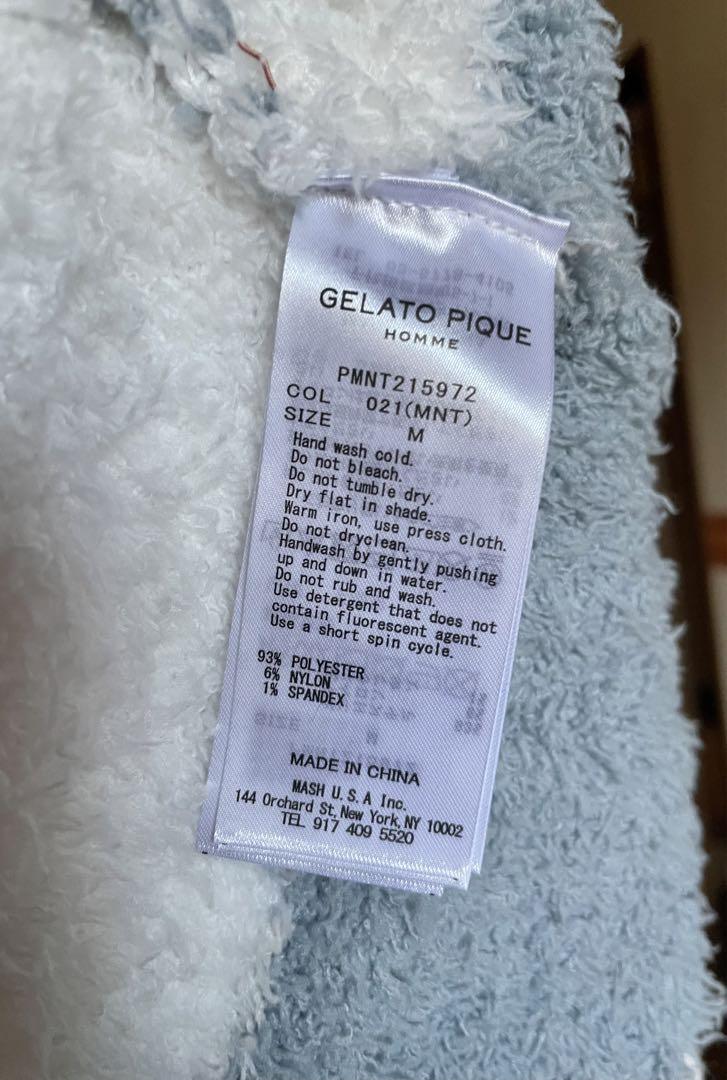 GELATO PIQUE
HOMME
PMNT215972
COL 021(MNT)
SIZE M
Hand wash cold.
Do not bleach.
Do not tumble dry.
Dry flat in shade.
Warm iron, use press cloth.
Do not dryclean.
Handwash by gently pushing
up and down in water.
Do not rub and wash.
Use detergent that does not
contain fluorescent agent.
Use a short spin cycle.
93% POLYESTER
6% NYLON
1% SPANDEX
MADE IN CHINA
MASH U.S.A Inc.
144 Orchard St, New York, NY 10002
TEL 917 409 5520